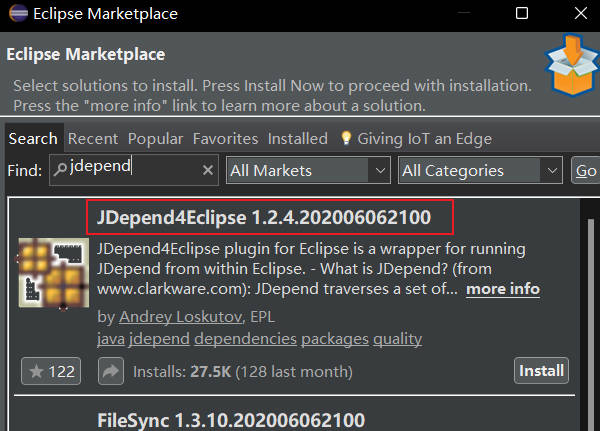 Eclipse Marketplace
Eclipse Marketplace
Select solutions to install. Press Install Now to proceed with installation.
Press the "more info" link to learn more about a solution.
Search Recent Popular Favorites Installed Giving IoT an Edge
Find: jdepend All Markets All Categories Go
JDepend4Eclipse 1.2.4.202006062100
JDepend4Eclipse plugin for Eclipse is a wrapper for running
JDepend from within Eclipse. - What is JDepend? (from
www.clarkware.com): JDepend traverses a set of... more info
by Andrey Loskutov, EPL
java jdepend dependencies packages quality
122 Installs: 27.5K (128 last month) Install
FileSync 1.3.10.202006062100